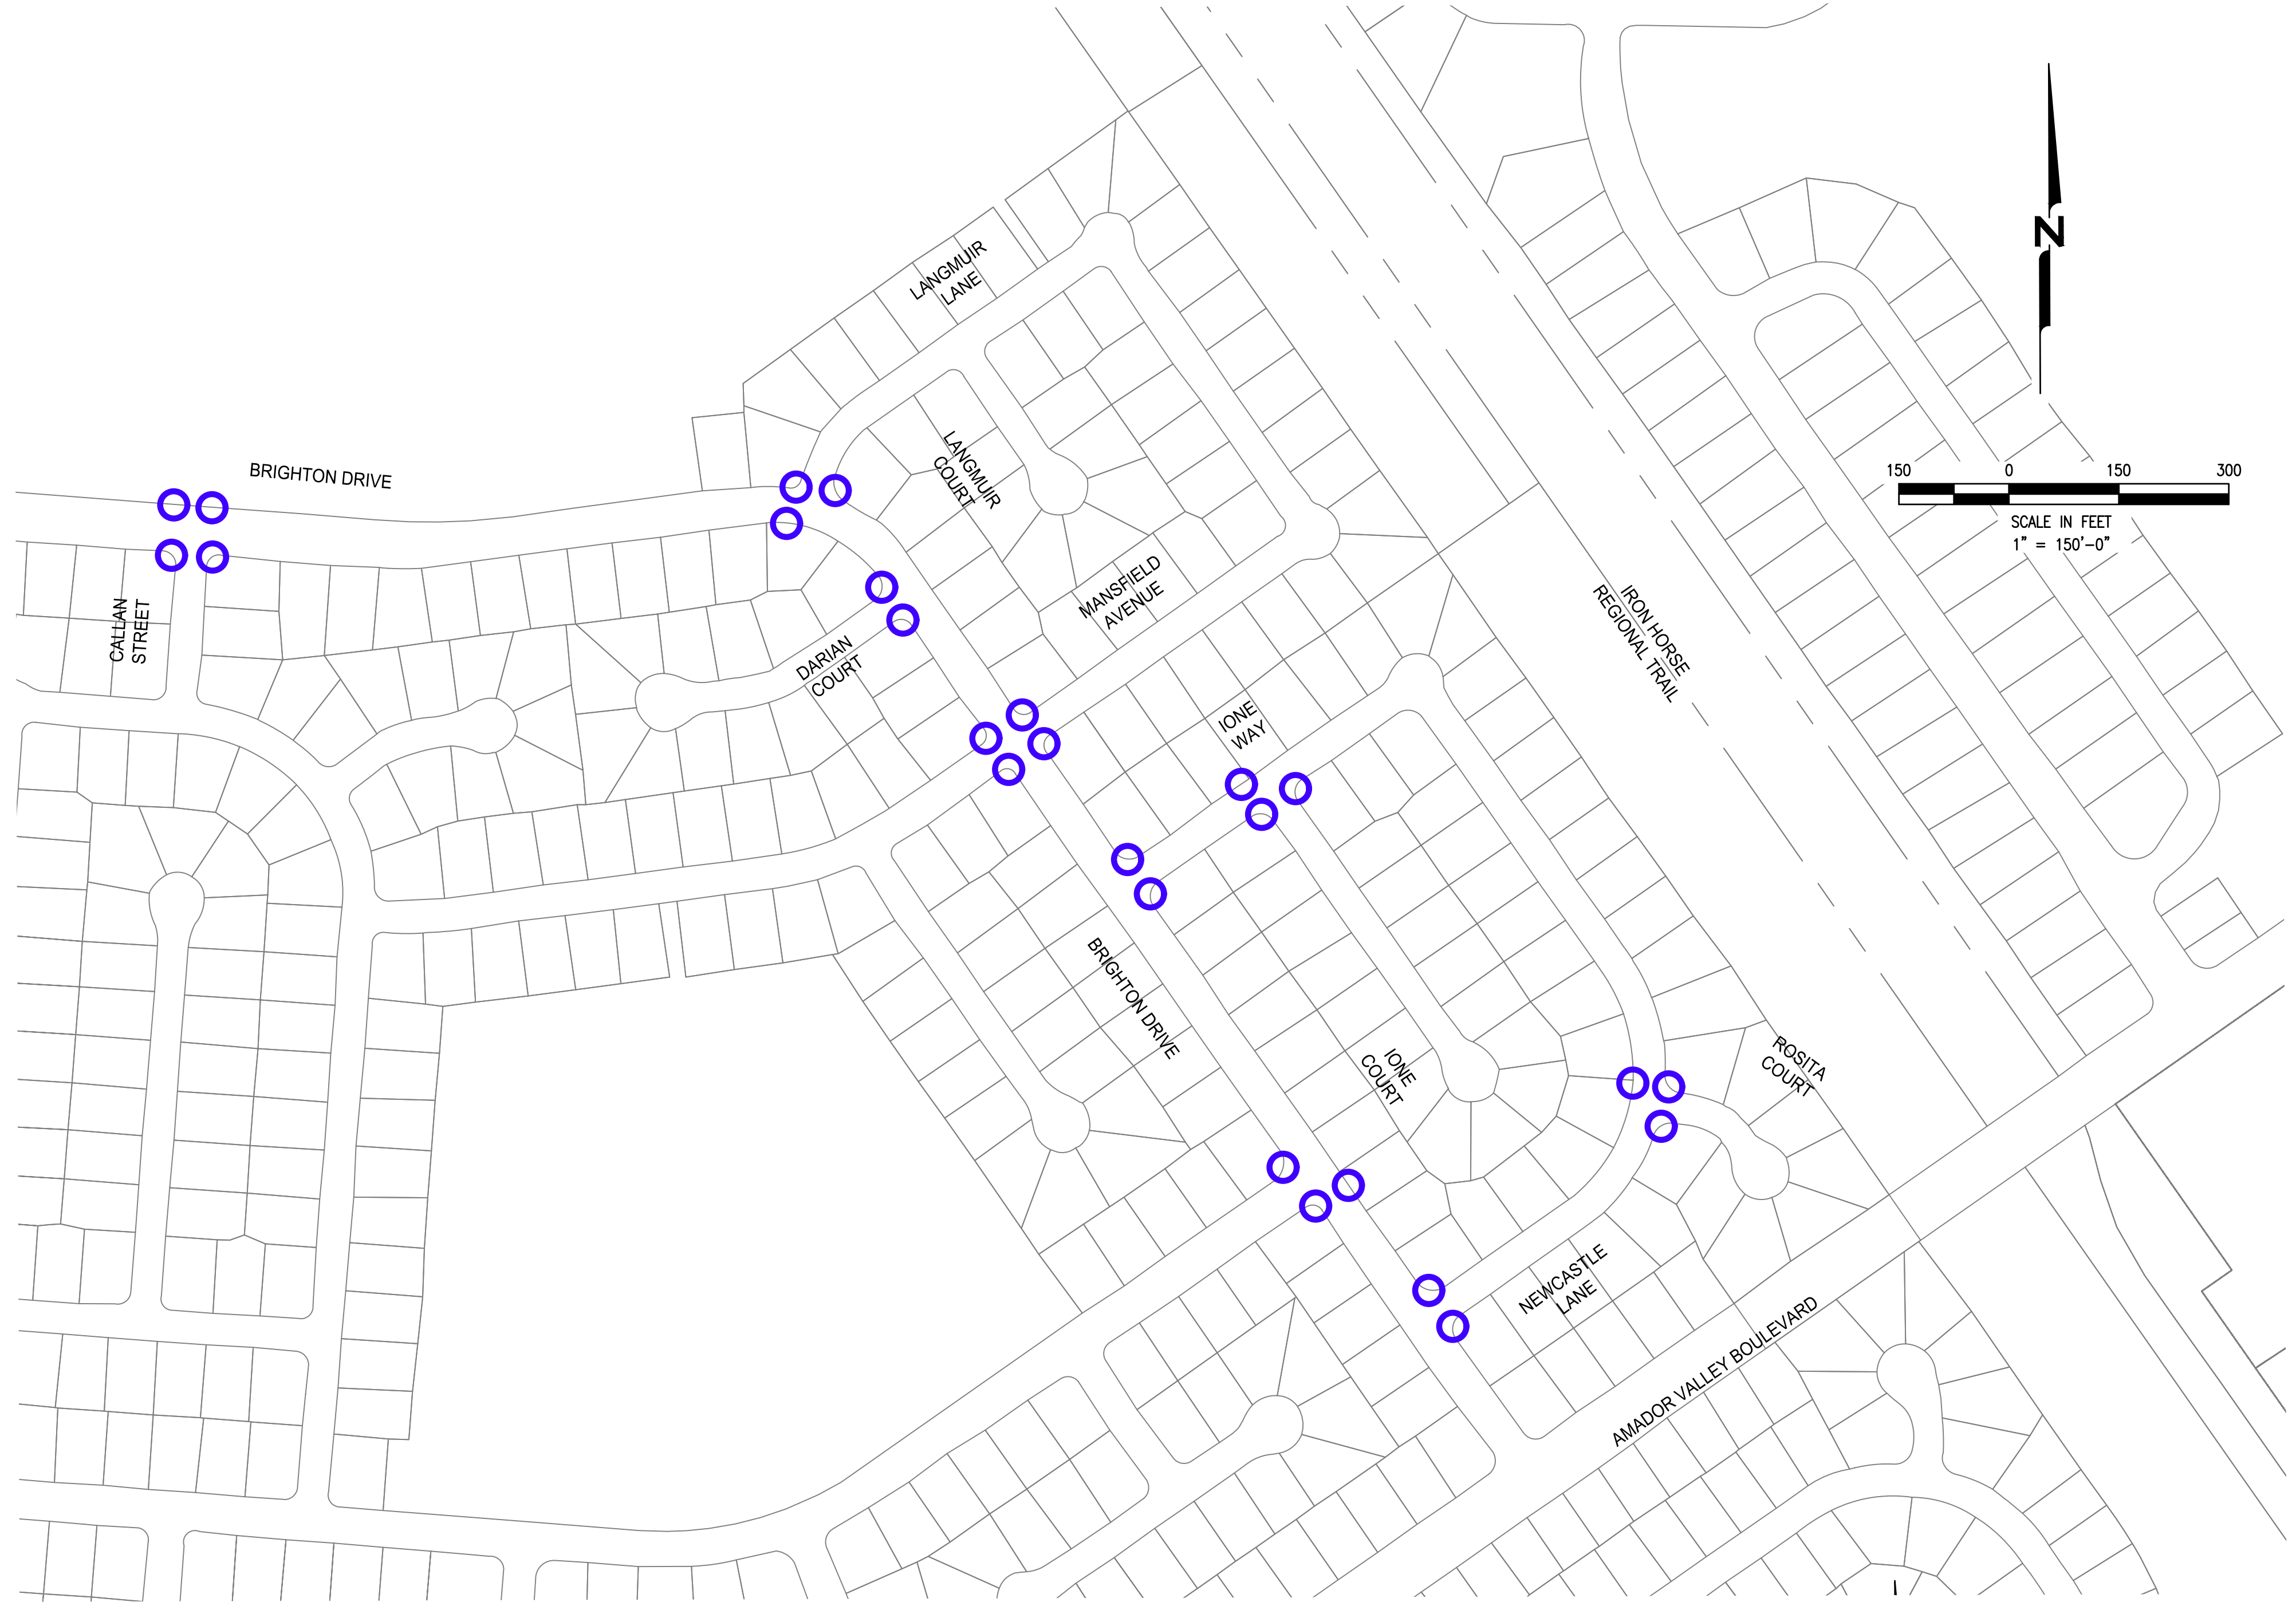 LANGMUIR
LANE
N
BRIGHTON DRIVE
LANGMUIR
COURT
150 0 150 300
SCALE IN FEET
1" = 150'-0"
CALLAN
STREET
MANSFIELD
AVENUE
DARIAN
COURT
IRON HORSE
REGIONAL TRAIL
IONE
WAY
BRIGHTON DRIVE
IONE
COURT
ROSITA
COURT
NEWCASTLE
LANE
AMADOR VALLEY BOULEVARD